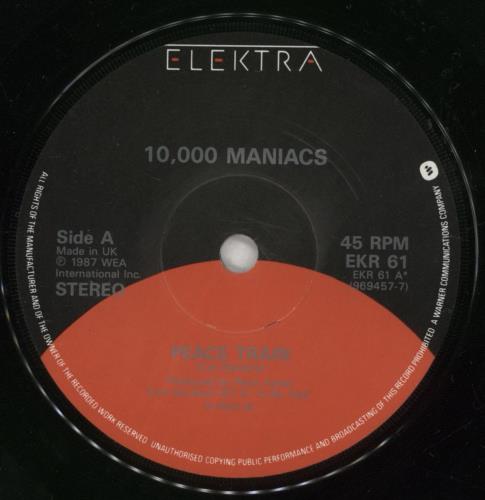 ELEKTRA
10,000 MANIACS
Side A
Made in UK
℗ 1987 WEA
International Inc.
STEREO
45 RPM
EKR 61
EKR 61 A*
(969457-7)
PEACE TRAIN
ALL RIGHTS OF THE MANUFACTURER AND OF THE OWNER OF THE RECORDED WORK RESERVED. UNAUTHORISED COPYING PUBLIC PERFORMANCE AND BROADCASTING OF THIS RECORD PROHIBITED. A WARNER COMMUNICATIONS COMPANY